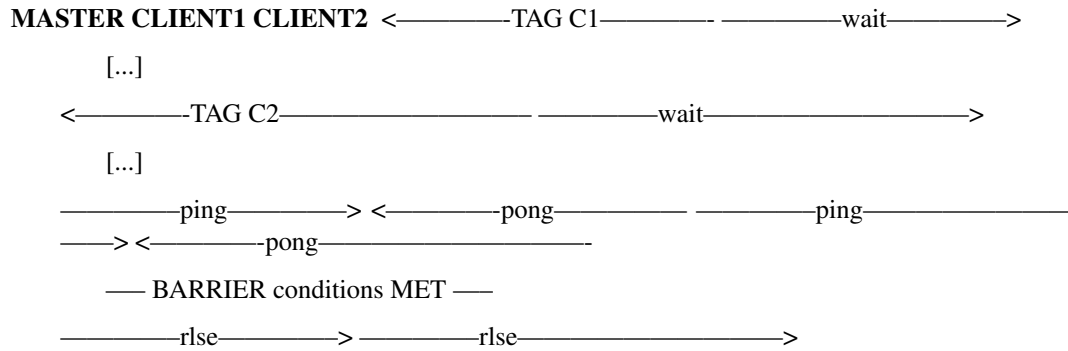 MASTER CLIENT1 CLIENT2 <————-TAG C1————- ————–wait————–>
[...]
<————-TAG C2—————————– ————–wait——————————–>
[...]
————–ping————–> <————-pong————— ————–ping————————
——> <————-pong——————————-
—– BARRIER conditions MET —–
————–rlse————–> ————–rlse——————————–>